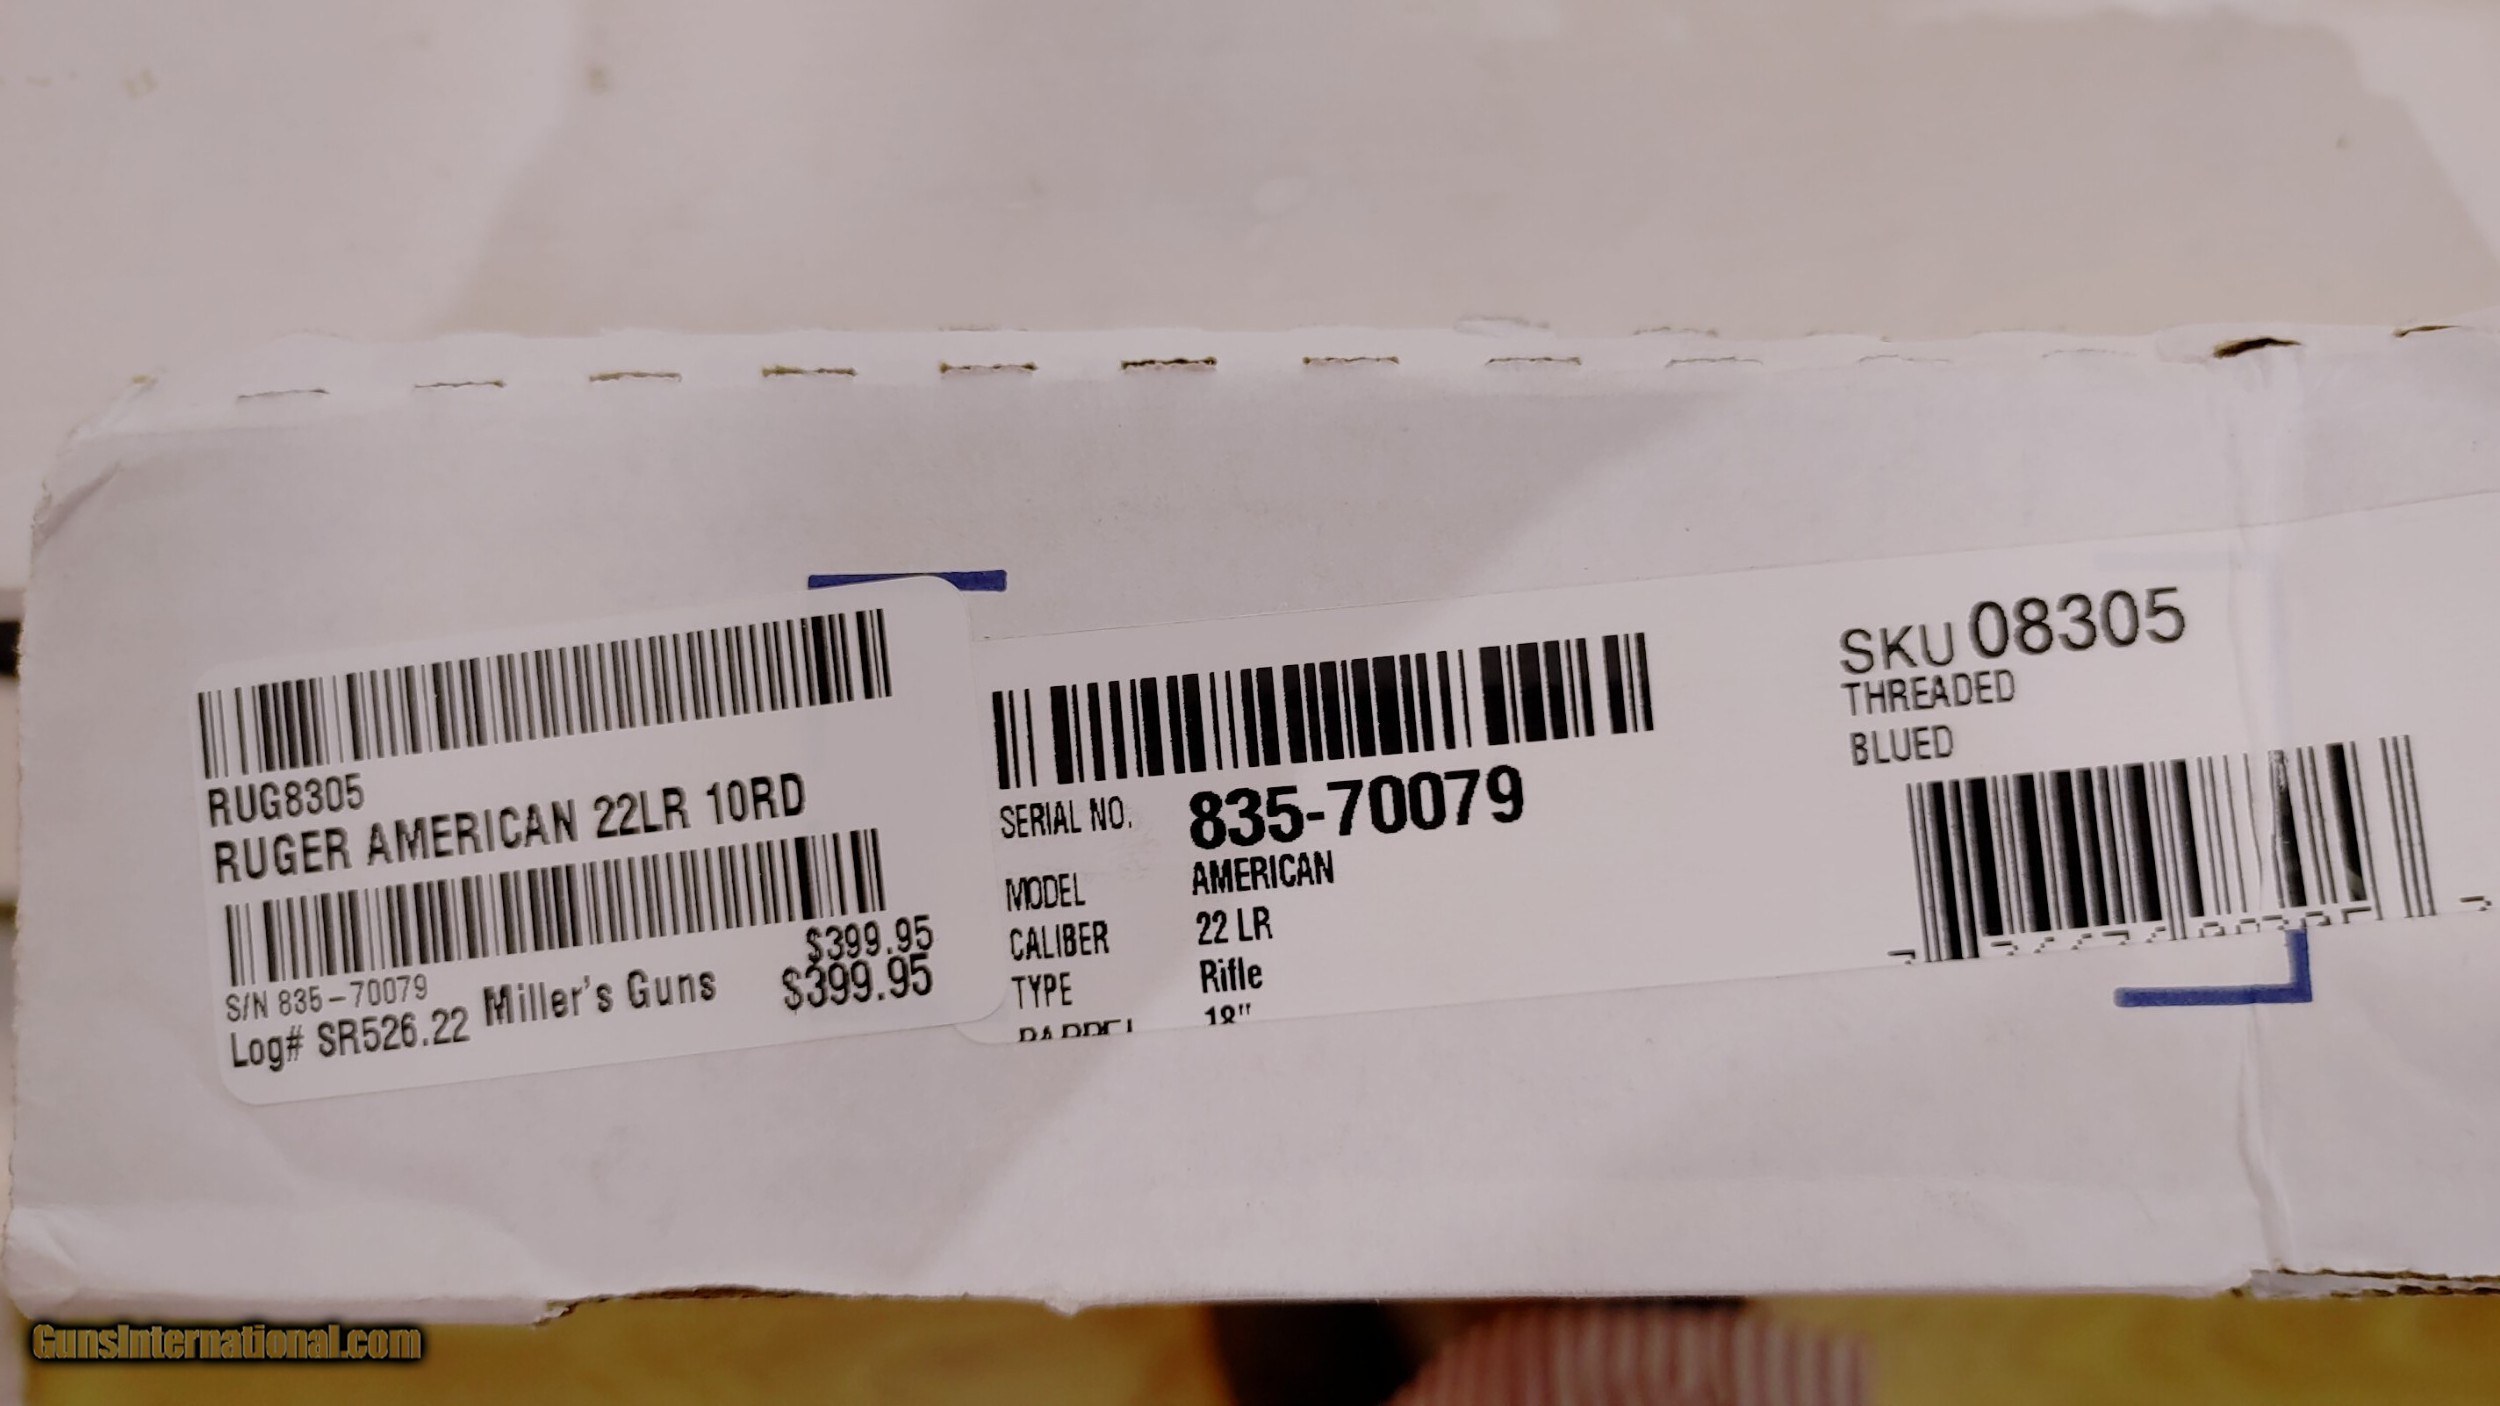 RUG8305
RUGER AMERICAN 22LR 10RD
$399.95
S/N 835-70079
Miller's Guns
$399.95
Log# SR526.22
SERIAL NO. 835-70079
MODEL AMERICAN
CALIBER 22 LR
TYPE Rifle
BARREL 18"
SKU 08305
THREADED
BLUED
GunsInternational.com